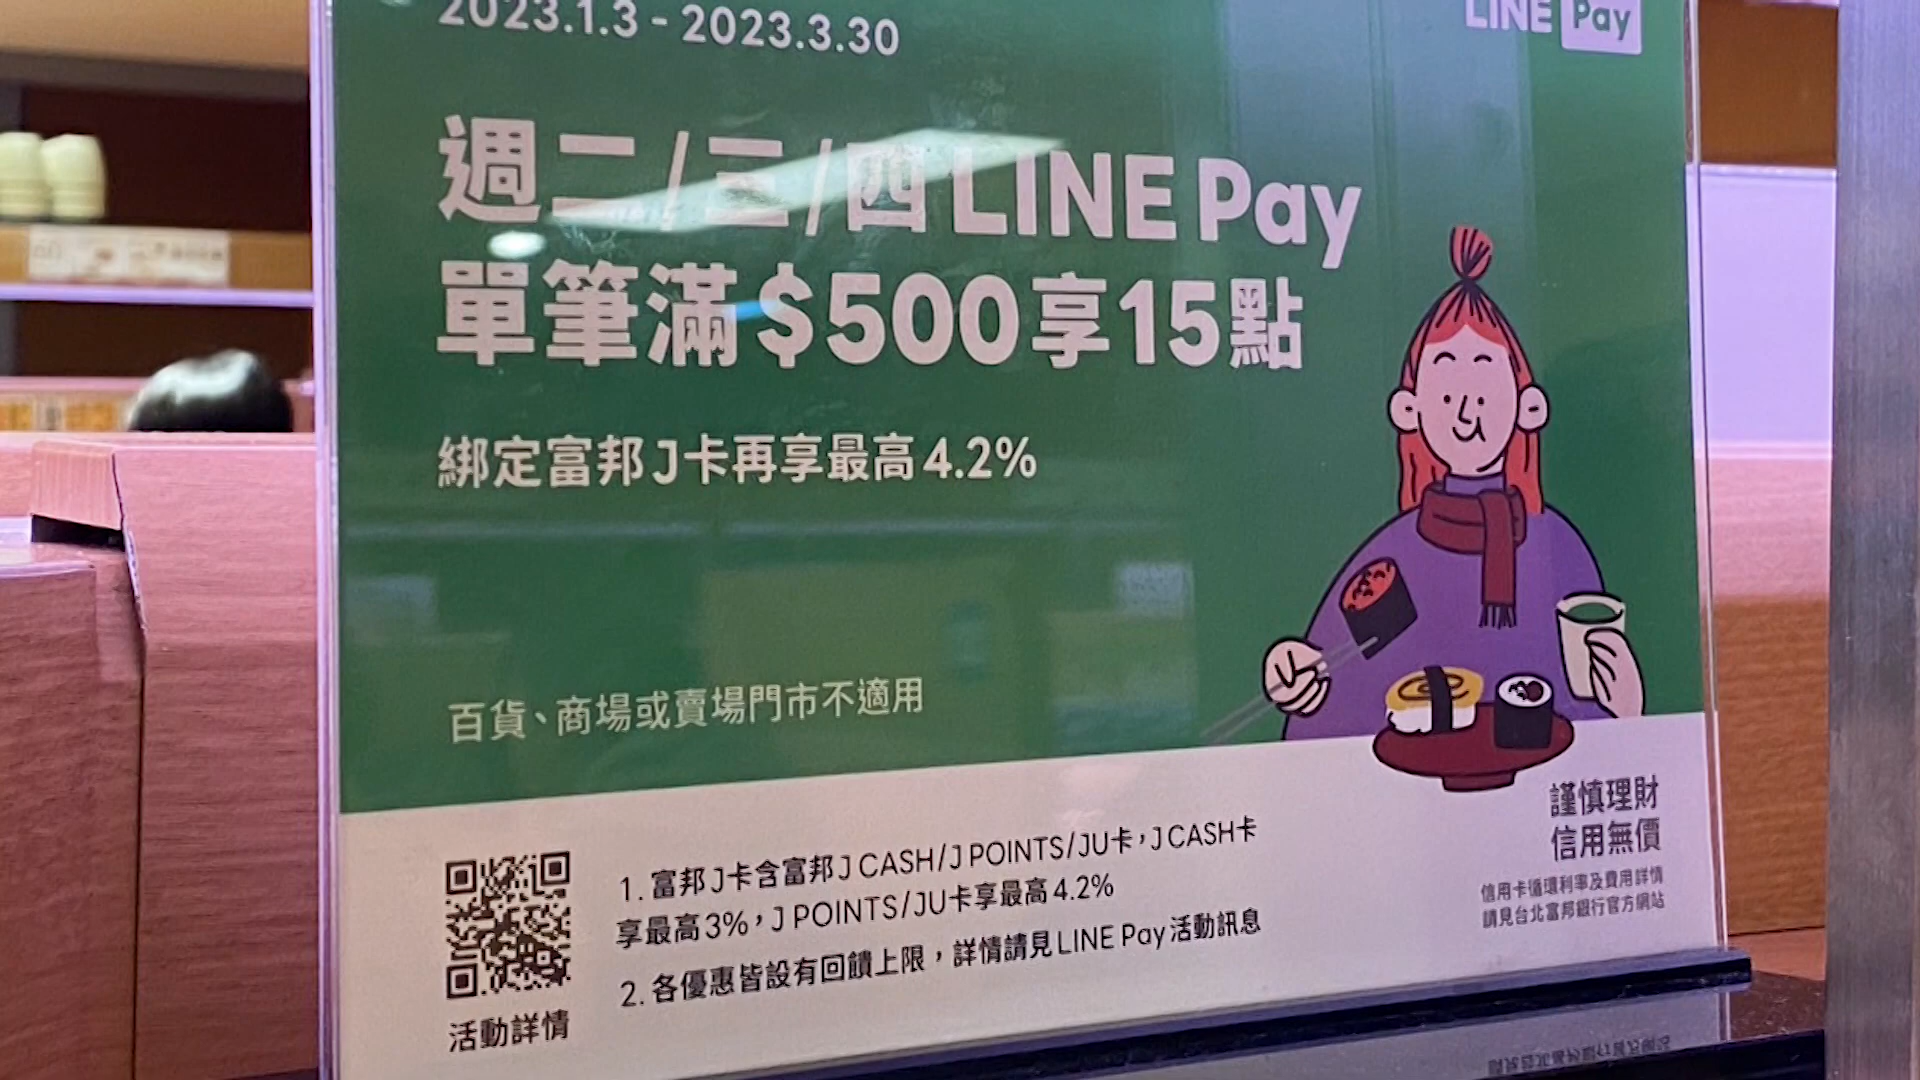 2023.1.3 - 2023.3.30
LINE Pay
週二/三/四 LINE Pay
單筆滿$500享15點
綁定富邦J卡再享最高4.2%
百貨、商場或賣場門市不適用
謹慎理財
信用無價
信用卡循環利率及費用詳情
請見台北富邦銀行官方網站
1. 富邦J卡含富邦J CASH/J POINTS/JU卡，J CASH卡
享最高3%，J POINTS/JU卡享最高4.2%
2. 各優惠皆設有回饋上限，詳情請見LINE Pay活動訊息
活動詳情